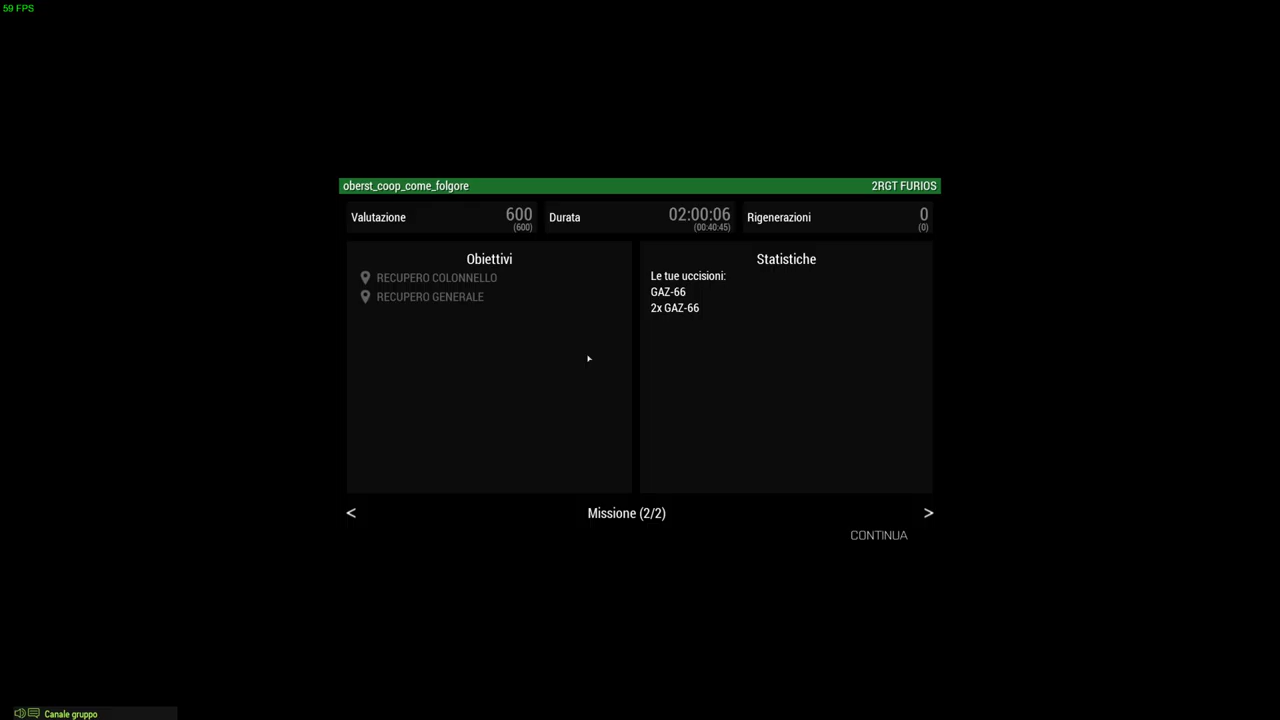 59 FPS
oberst_coop_come_folgore 2RGT FURIOS
Valutazione 600 (600) Durata 02:00:06 (00:40:45) Rigenerazioni 0 (0)
Obiettivi
RECUPERO COLONNELLO
RECUPERO GENERALE
Statistiche
Le tue uccisioni:
GAZ-66
2x GAZ-66
< Missione (2/2) >
CONTINUA
Canale gruppo